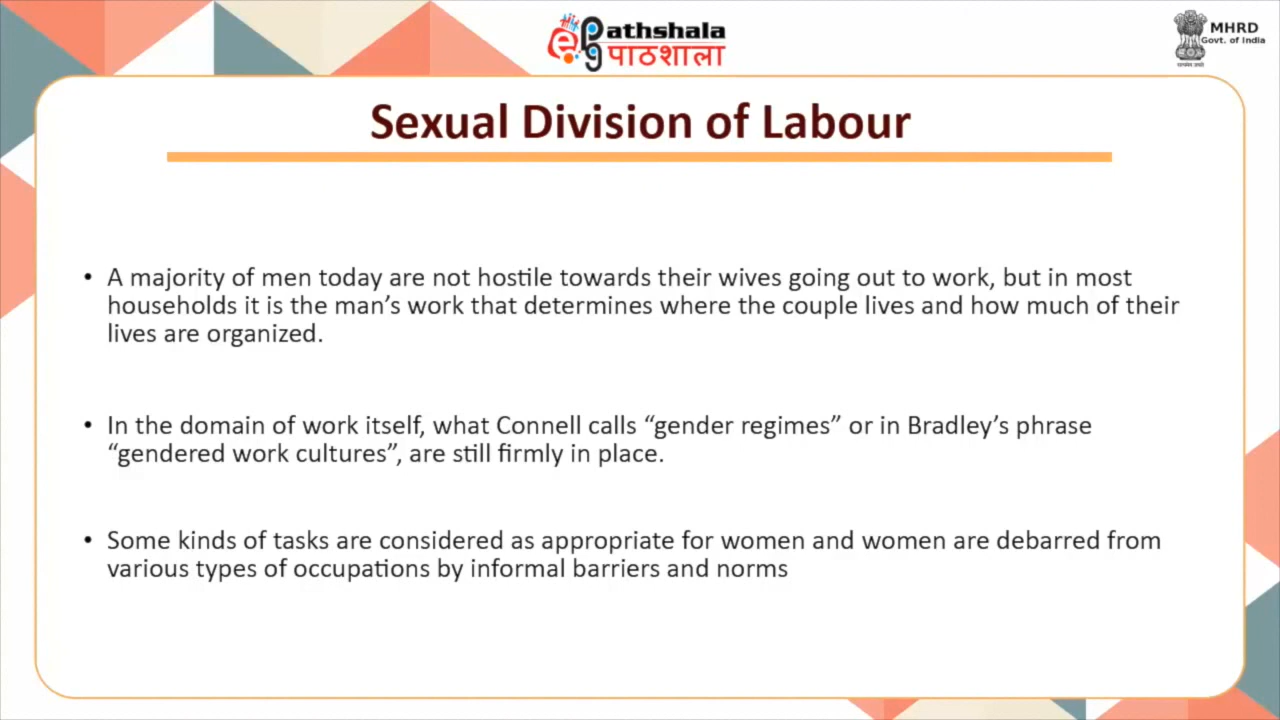 ePgathshala
पाठशाला
MHRD
Govt. of India
सत्यमेव जयते
Sexual Division of Labour
• A majority of men today are not hostile towards their wives going out to work, but in most
households it is the man’s work that determines where the couple lives and how much of their
lives are organized.
• In the domain of work itself, what Connell calls “gender regimes” or in Bradley’s phrase
“gendered work cultures”, are still firmly in place.
• Some kinds of tasks are considered as appropriate for women and women are debarred from
various types of occupations by informal barriers and norms